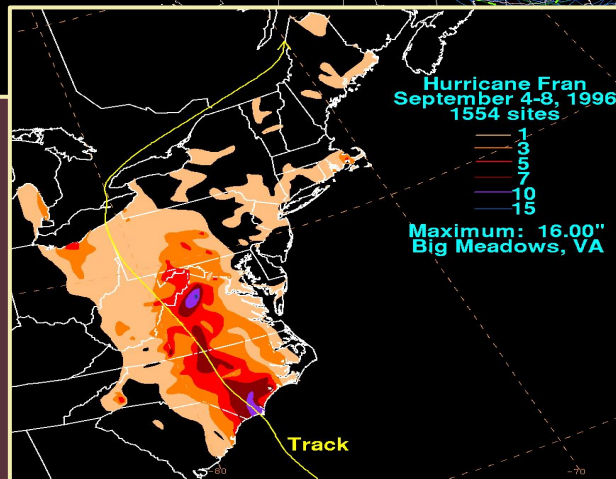 Hurricane Fran
September 4-8, 1996
1554 sites
1
3
5
7
10
15
Maximum: 16.00"
Big Meadows, VA
Track
-80
-70